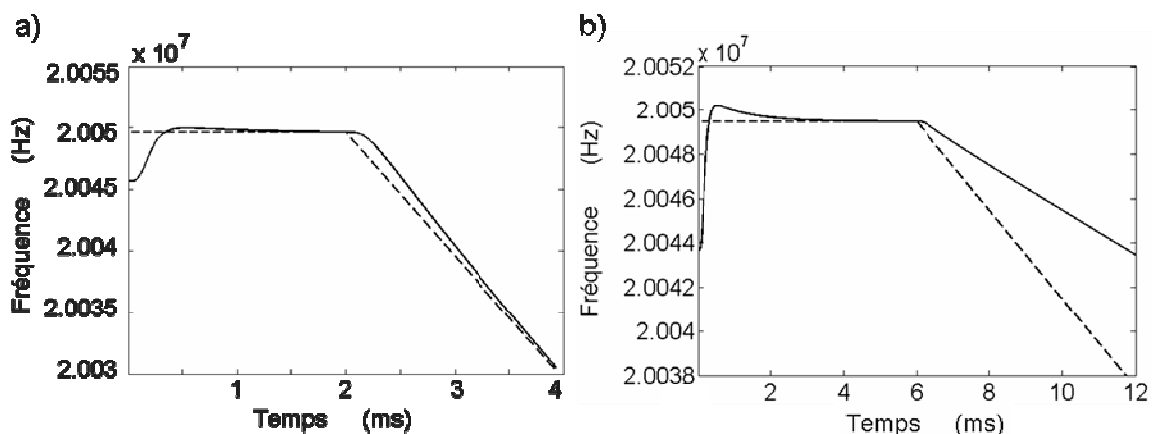 a)
x 10^7
2.0055
2.005
2.0045
2.004
2.0035
2.003
Fréquence (Hz)
1 2 3 4
Temps (ms)
b)
x 10^7
2.0052
2.005
2.0048
2.0046
2.0044
2.0042
2.004
2.0038
Fréquence (Hz)
2 4 6 8 10 12
Temps (ms)